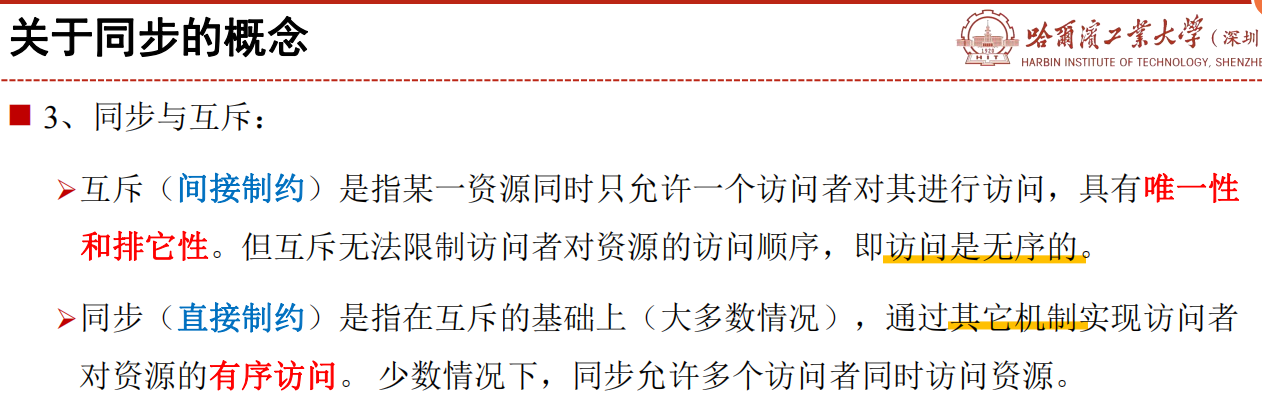 关于同步的概念
哈爾濱工業大學(深圳
HARBIN INSTITUTE OF TECHNOLOGY, SHENZHE
1920
HIT
3、同步与互斥：
互斥（间接制约）是指某一资源同时只允许一个访问者对其进行访问，具有唯一性
和排它性。但互斥无法限制访问者对资源的访问顺序，即访问是无序的。
同步（直接制约）是指在互斥的基础上（大多数情况），通过其它机制实现访问者
对资源的有序访问。 少数情况下，同步允许多个访问者同时访问资源。